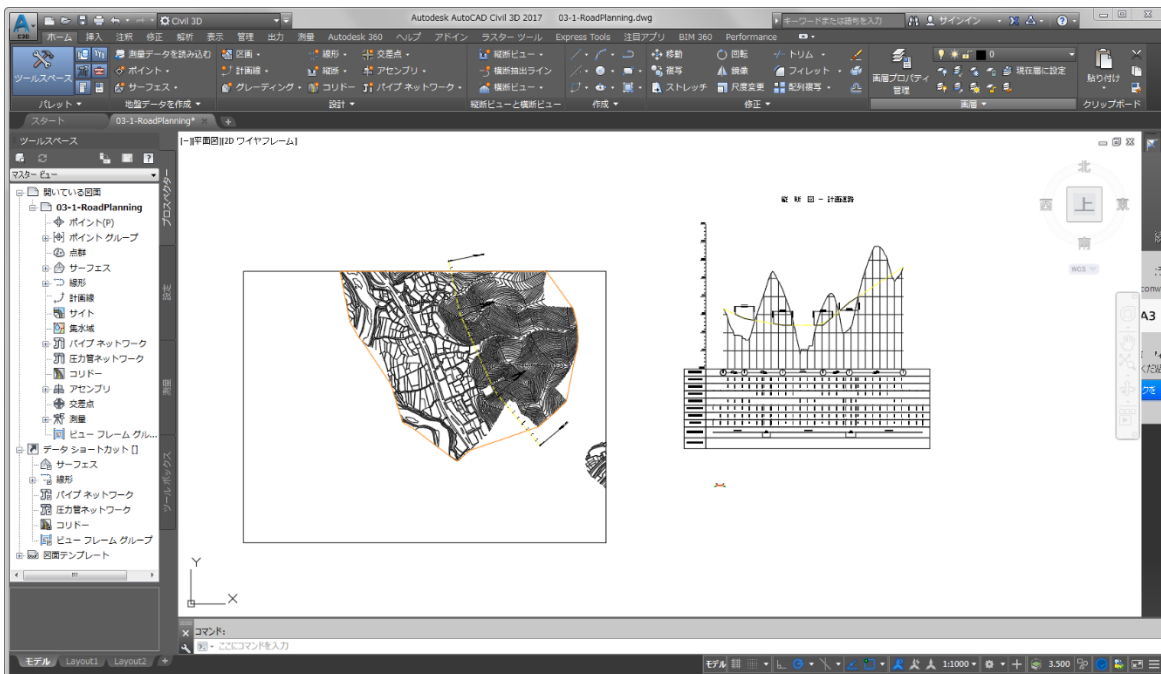 Civil 3D
Autodesk AutoCAD Civil 3D 2017 03-1-RoadPlanning.dwg
キーワードまたは語句を入力
サインイン
ホーム 挿入 注釈 修正 解析 表示 管理 出力 測量 Autodesk 360 ヘルプ アドイン ラスター ツール Express Tools 注目アプリ BIM 360 Performance
ツールスペース
測量データを読み込む
ポイント
サーフェス
区画
計画線
グレーディング
線形
縦断
コリドー
交差点
アセンブリ
パイプ ネットワーク
縦断ビュー
横断抽出ライン
横断ビュー
移動
複写
ストレッチ
回転
鏡像
尺度変更
トリム
フィレット
配列複写
画層プロパティ管理
0
現在層に設定
貼り付け
パレット 地盤データを作成 設計 縦断ビューと横断ビュー 作成 修正 画層 クリップボード
スタート 03-1-RoadPlanning*
ツールスペース
マスター ビュー
開いている図面
03-1-RoadPlanning
ポイント(P)
ポイント グループ
点群
サーフェス
線形
計画線
サイト
集水域
パイプ ネットワーク
圧力管ネットワーク
コリドー
アセンブリ
交差点
測量
ビュー フレーム グル...
データ ショートカット []
サーフェス
線形
パイプ ネットワーク
圧力管ネットワーク
コリドー
ビュー フレーム グループ
図面テンプレート
プロスペクター
設定
測量
ツールボックス
[-][平面図][2D ワイヤフレーム]
縦 断 図 - 計画道路
北
西 上 東
南
WCS
A3
Y
X
コマンド:
ここにコマンドを入力
モデル Layout1 Layout2 +
モデル 1:1000 3.500